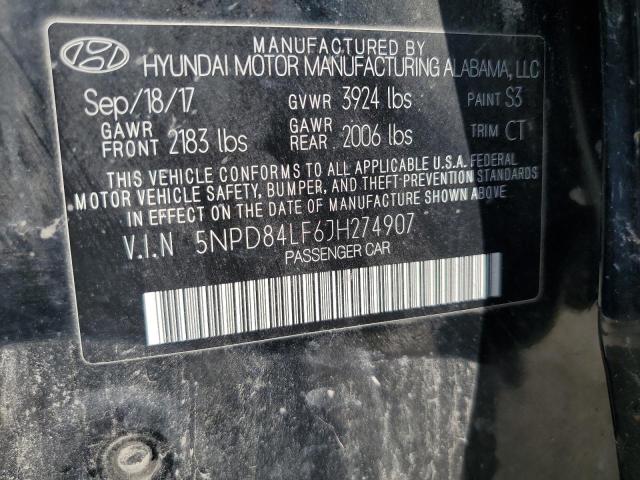 MANUFACTURED BY
HYUNDAI MOTOR MANUFACTURING ALABAMA, LLC
Sep/18/17 GVWR 3924 lbs PAINT S3
GAWR FRONT 2183 lbs GAWR REAR 2006 lbs TRIM CT
THIS VEHICLE CONFORMS TO ALL APPLICABLE U.S.A. FEDERAL
MOTOR VEHICLE SAFETY, BUMPER, AND THEFT PREVENTION STANDARDS
IN EFFECT ON THE DATE OF MANUFACTURE SHOWN ABOVE
V.I.N 5NPD84LF6JH274907
PASSENGER CAR